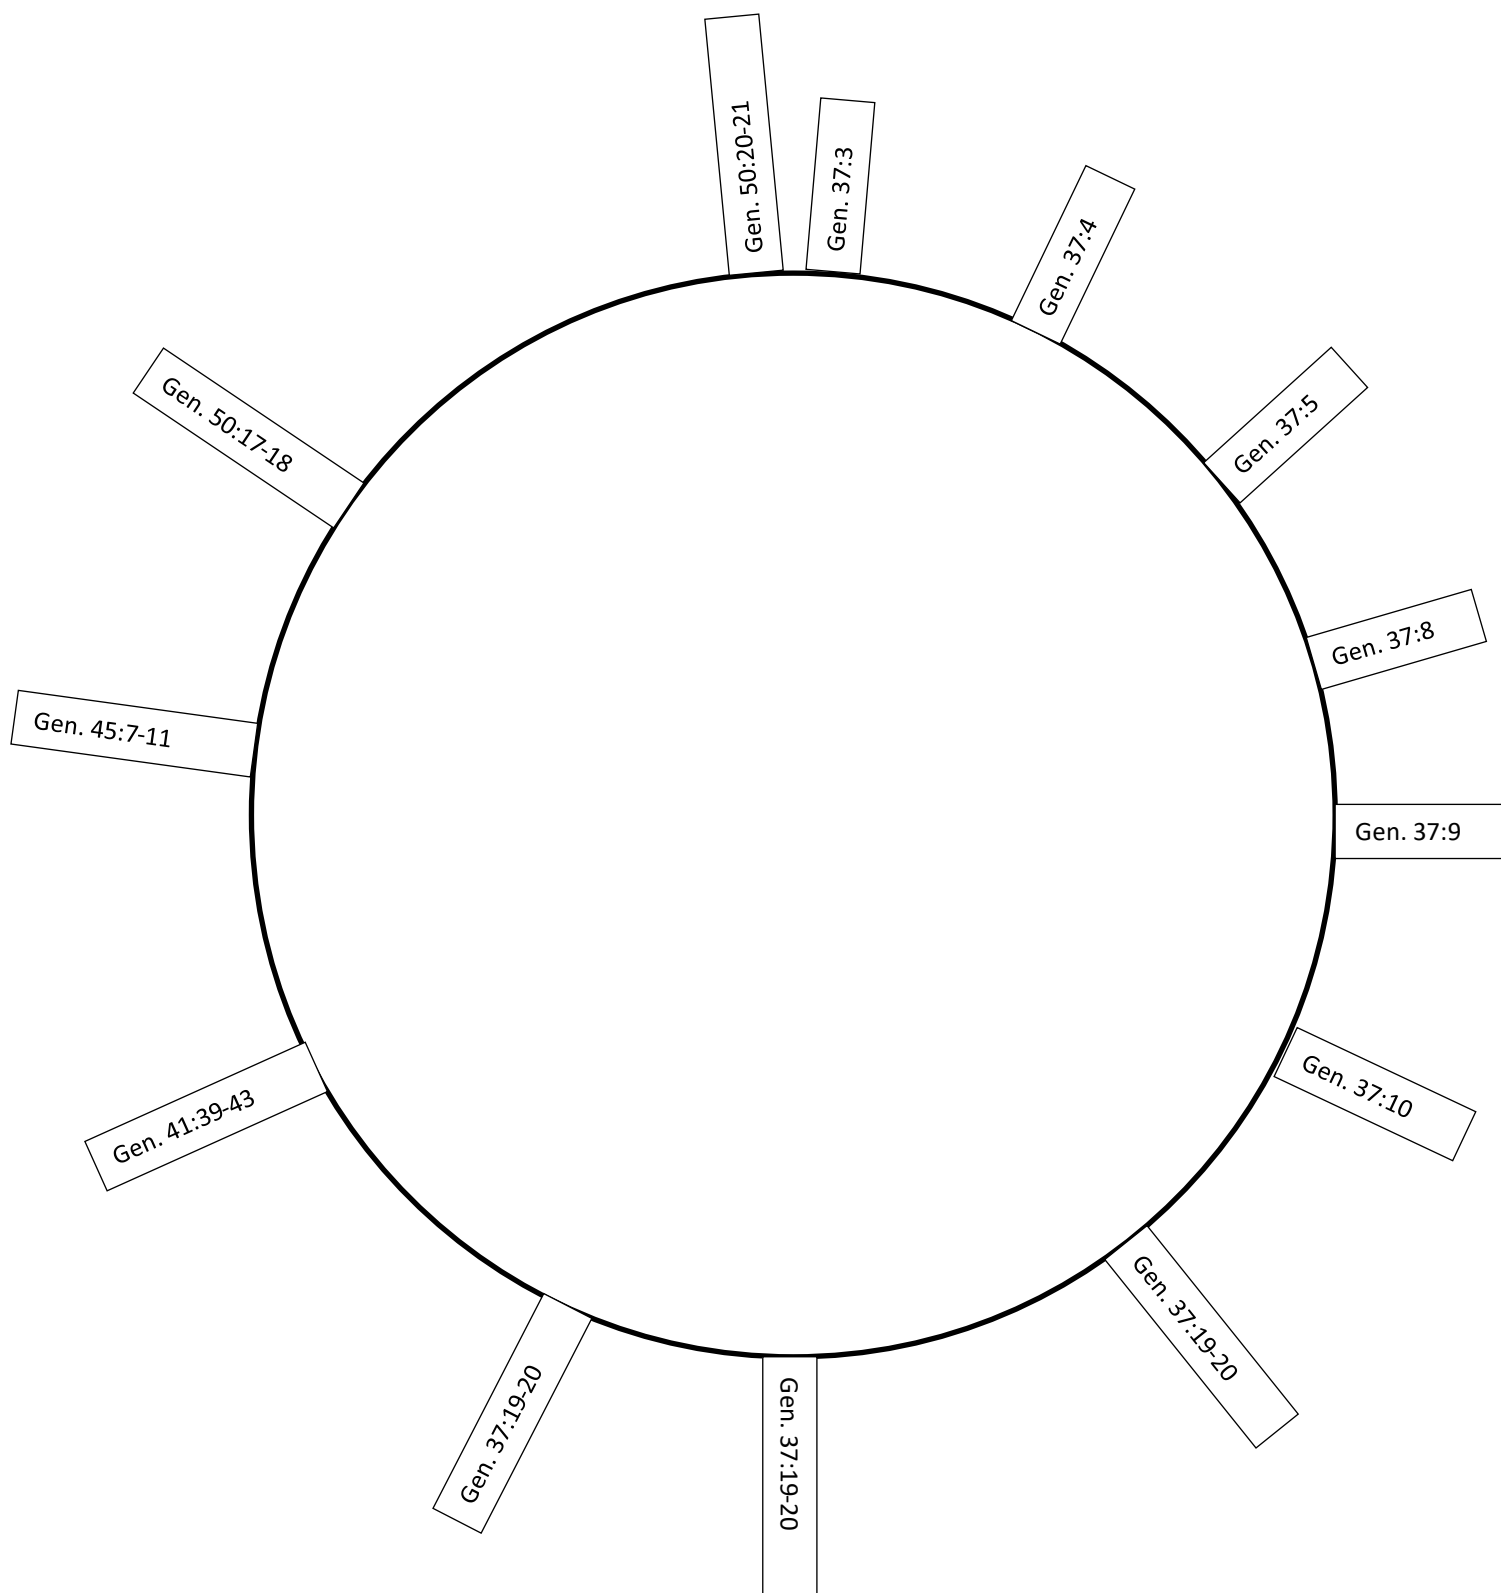 Gen. 37:3
Gen. 37:4
Gen. 37:5
Gen. 37:8
Gen. 37:9
Gen. 37:10
Gen. 37:19-20
Gen. 37:19-20
Gen. 37:19-20
Gen. 41:39-43
Gen. 45:7-11
Gen. 50:17-18
Gen. 50:20-21